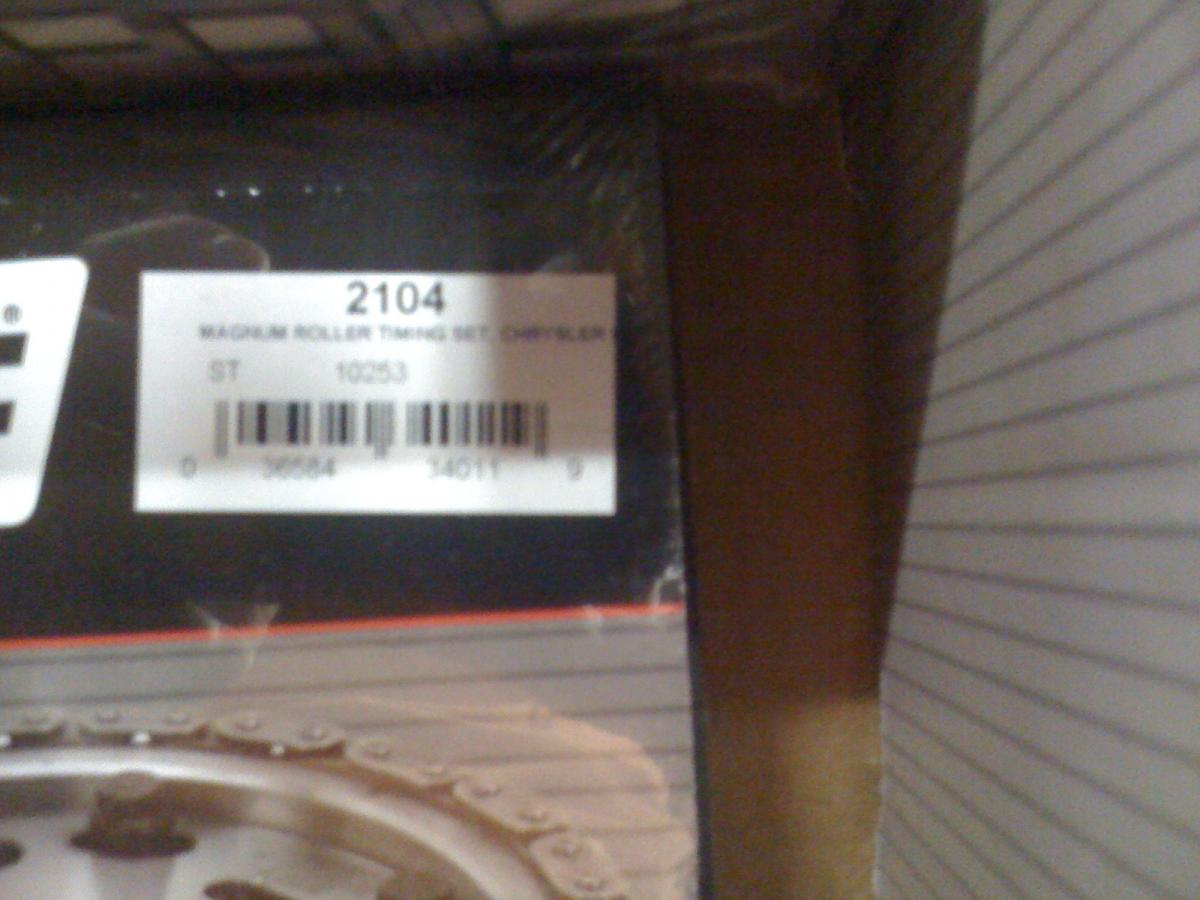 ®
2104
MAGNUM ROLLER TIMING SET, CHRYSLER
ST 10253
0 36584 34011 9